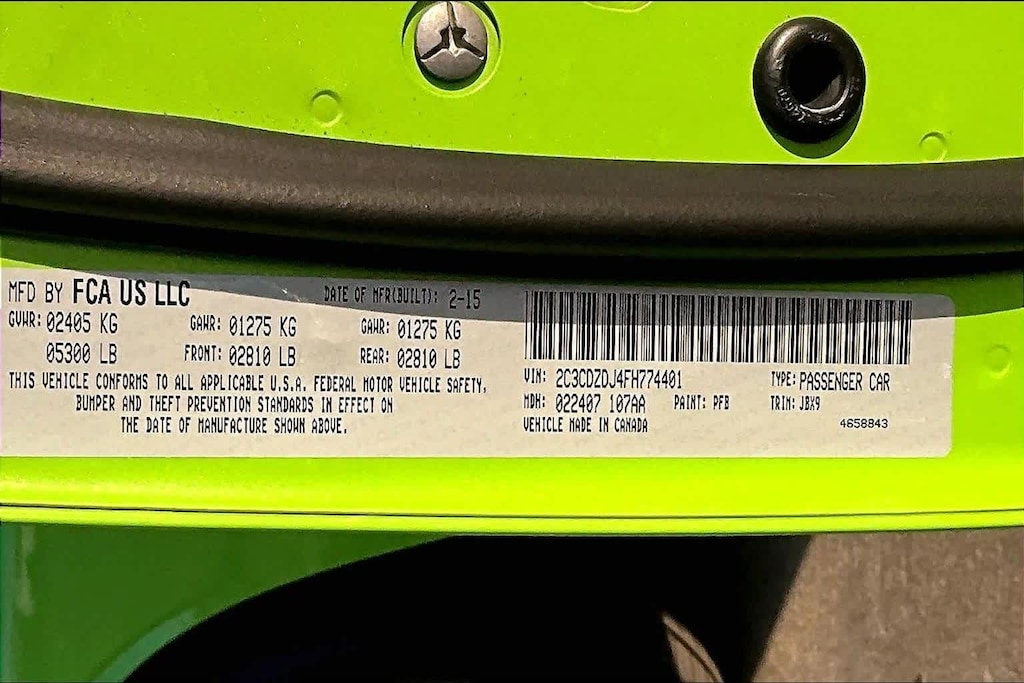 MFD BY FCA US LLC DATE OF MFR(BUILT): 2-15
GVWR: 02405 KG GAWR: 01275 KG GAWR: 01275 KG
05300 LB FRONT: 02810 LB REAR: 02810 LB
THIS VEHICLE CONFORMS TO ALL APPLICABLE U.S.A. FEDERAL MOTOR VEHICLE SAFETY,
BUMPER AND THEFT PREVENTION STANDARDS IN EFFECT ON
THE DATE OF MANUFACTURE SHOWN ABOVE.
VIN: 2C3CDZDJ4FH774401 TYPE: PASSENGER CAR
MDH: 022407 107AA PAINT: PFB TRIM: JBX9
VEHICLE MADE IN CANADA 4658843